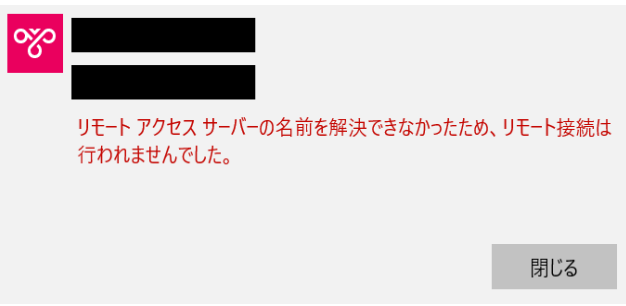 リモート アクセス サーバーの名前を解決できなかったため、リモート接続は
行われませんでした。
閉じる